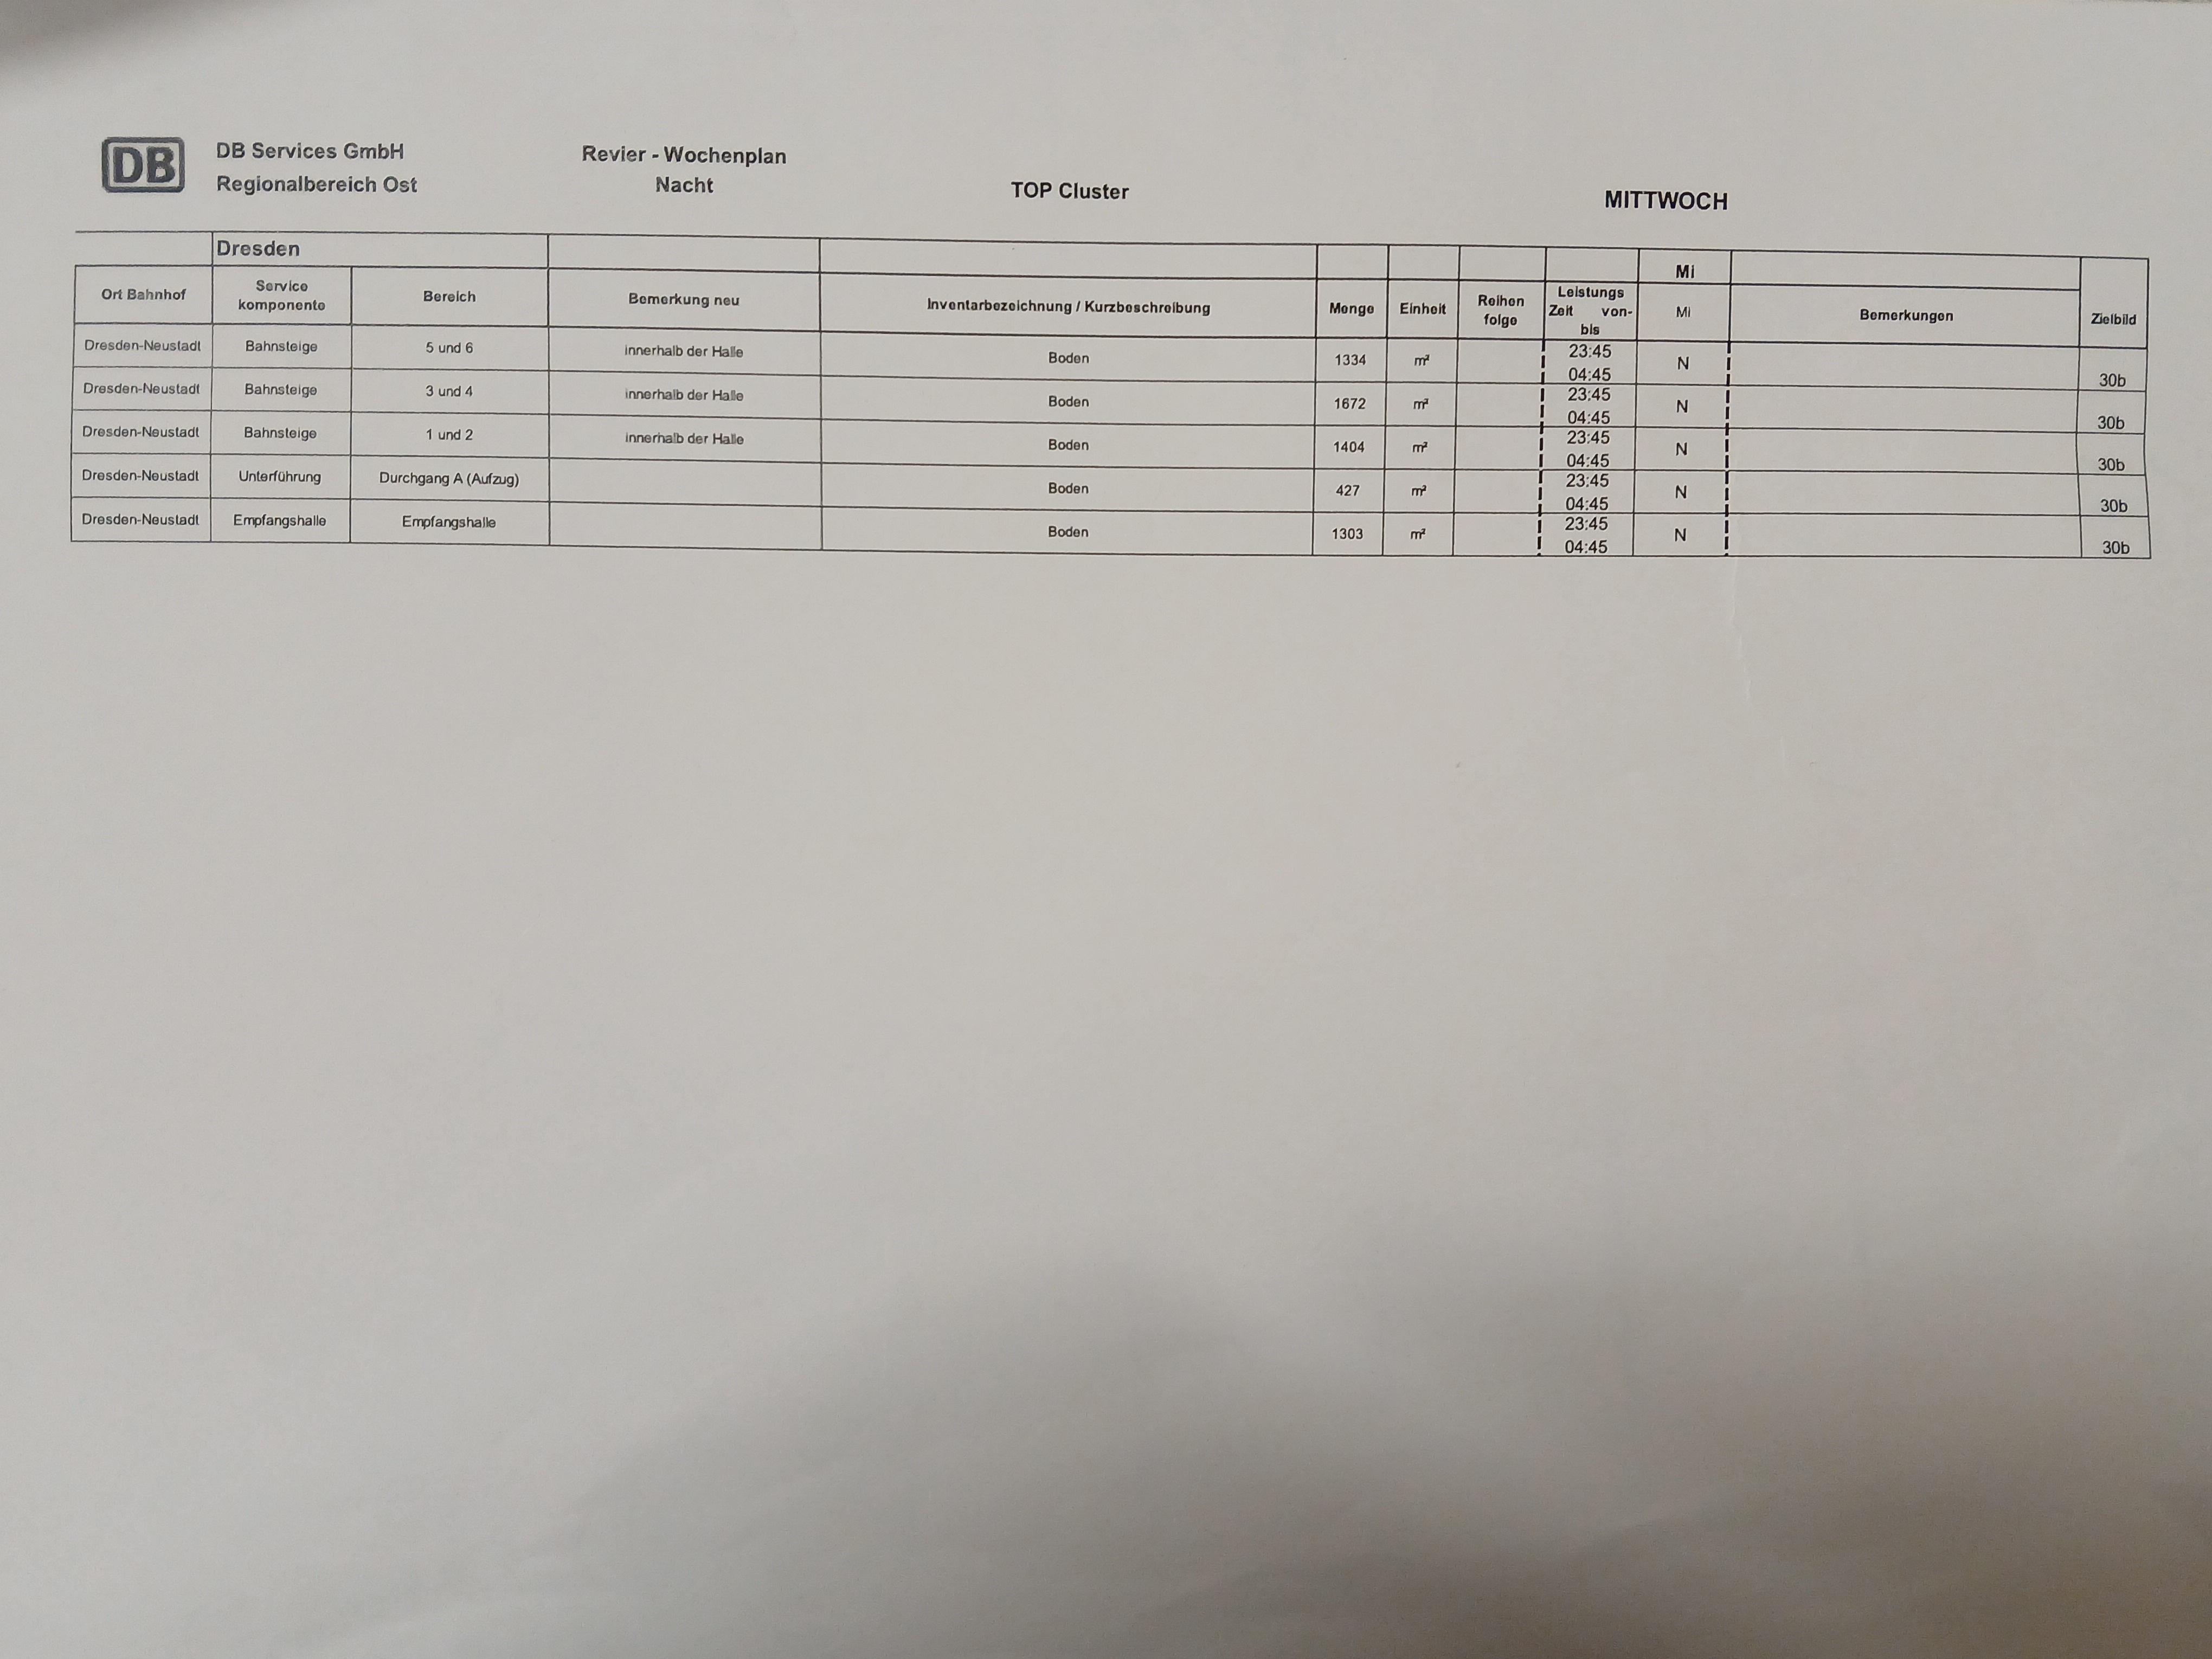 DB
DB Services GmbH
Regionalbereich Ost
Revier - Wochenplan
Nacht
TOP Cluster
MITTWOCH
Dresden
Mi
Ort Bahnhof Service komponente Bereich Bemerkung neu Inventarbezeichnung / Kurzbeschreibung Menge Einheit Reihen folge Leistungs Zeit von- bis Mi Bemerkungen Zielbild
Dresden-Neustadt Bahnsteige 5 und 6 innerhalb der Halle Boden 1334 m² 23:45 04:45 N 30b
Dresden-Neustadt Bahnsteige 3 und 4 innerhalb der Halle Boden 1672 m² 23:45 04:45 N 30b
Dresden-Neustadt Bahnsteige 1 und 2 innerhalb der Halle Boden 1404 m² 23:45 04:45 N 30b
Dresden-Neustadt Unterführung Durchgang A (Aufzug) Boden 427 m² 23:45 04:45 N 30b
Dresden-Neustadt Empfangshalle Empfangshalle Boden 1303 m² 23:45 04:45 N 30b